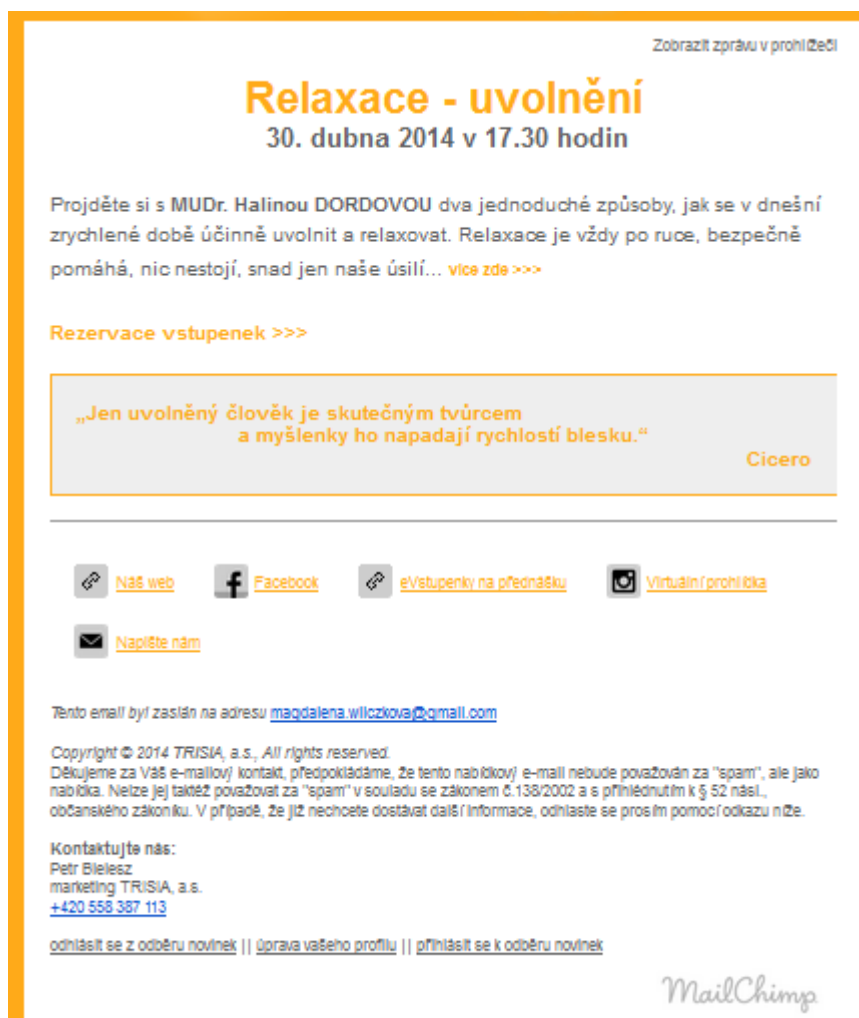 Zobrazit zprávu v prohlížeči
Relaxace - uvolnění
30. dubna 2014 v 17.30 hodin
Projděte si s MUDr. Halinou DORDOVOU dva jednoduché způsoby, jak se v dnešní
zrychlené době účinně uvolnit a relaxovat. Relaxace je vždy po ruce, bezpečně
pomáhá, nic nestojí, snad jen naše úsilí... více zde >>>
Rezervace vstupenek >>>
„Jen uvolněný člověk je skutečným tvůrcem
a myšlenky ho napadají rychlostí blesku.“
Cicero
Náš web Facebook eVstupenky na přednášku Virtuální prohlídka
Napište nám
Tento email byl zaslán na adresu magdalena.wilczkova@gmail.com
Copyright © 2014 TRISIA, a.s., All rights reserved.
Děkujeme za Váš e-mailový kontakt, předpokládáme, že tento nabídkový e-mail nebude považován za "spam", ale jako
nabídka. Nelze jej taktéž považovat za "spam" v souladu se zákonem č.138/2002 a s přihlédnutím k § 52 násl.,
občanského zákoníku. V případě, že již nechcete dostávat další informace, odhlaste se prosím pomocí odkazu níže.
Kontaktujte nás:
Petr Bielesz
marketing TRISIA, a.s.
+420 558 387 113
odhlásit se z odběru novinek || úprava vašeho profilu || přihlásit se k odběru novinek
MailChimp